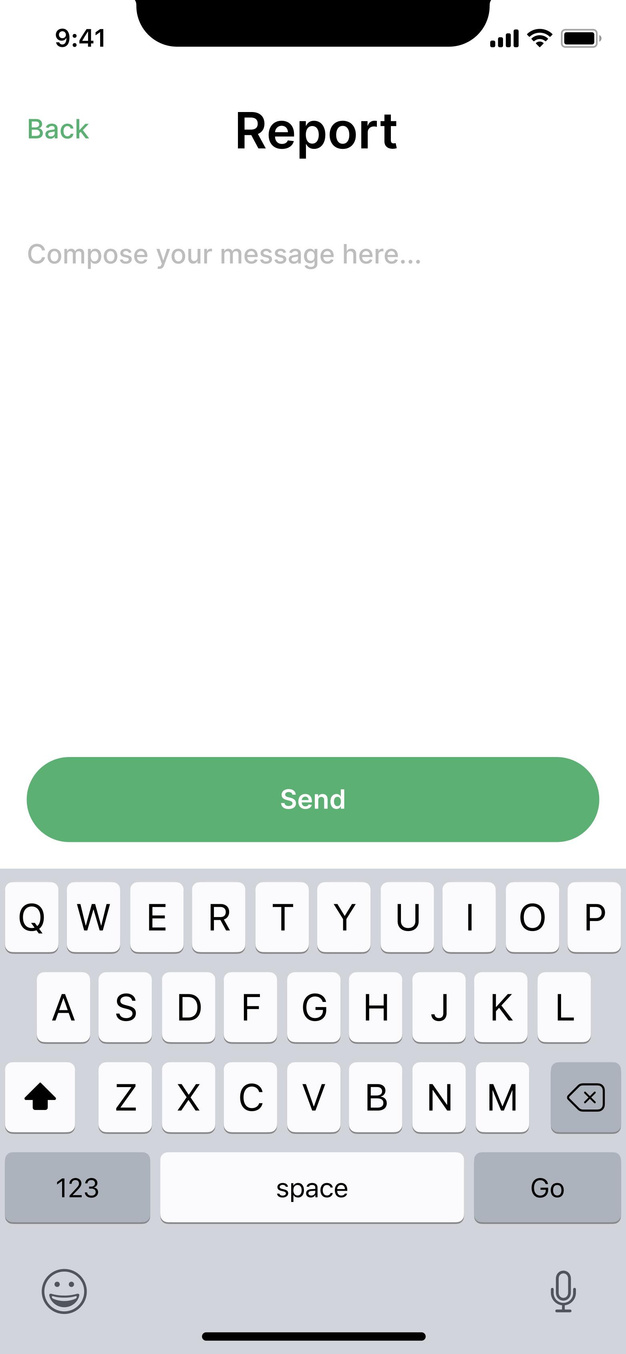 9:41
Back
Report
Compose your message here...
Send
Q W E R T Y U I O P
A S D F G H J K L
Z X C V B N M
123 space Go